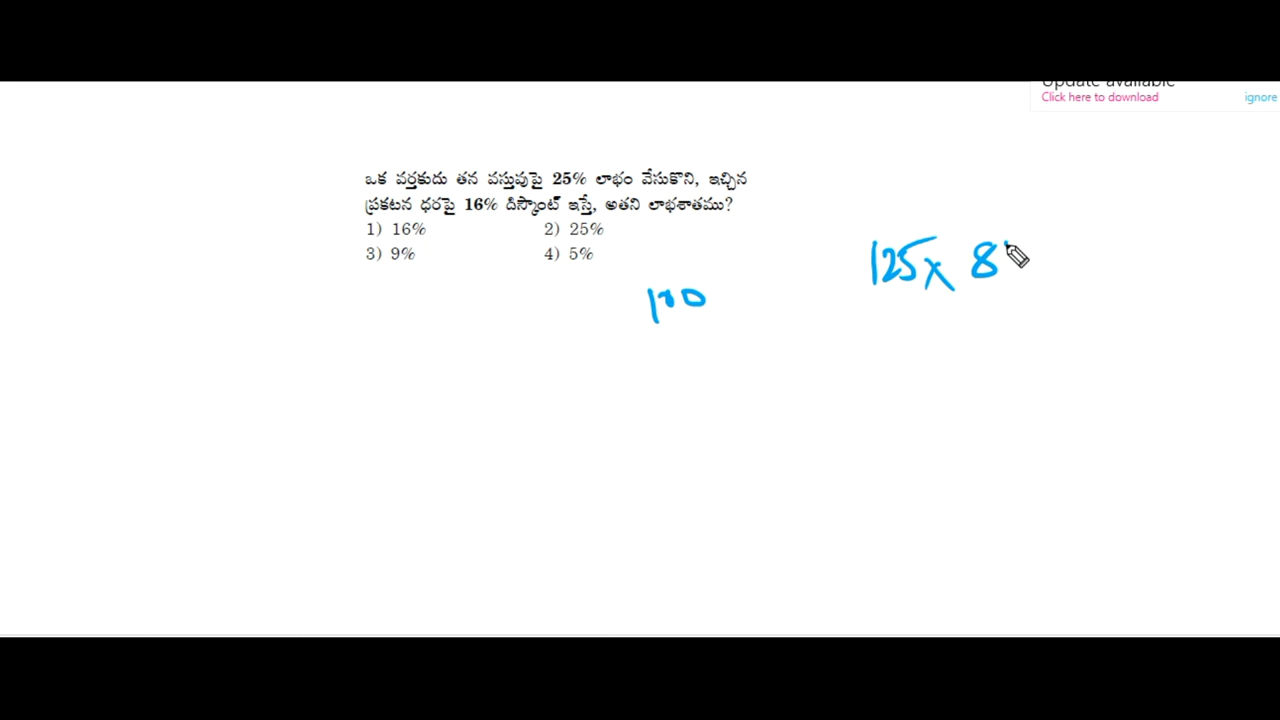 Update available
Click here to download ignore
ఒక వర్తకుడు తన వస్తువుపై 25% లాభం వేసుకొని, ఇచ్చిన
ప్రకటన ధరపై 16% డిస్కౌంట్ ఇస్తే, అతని లాభశాతము?
1) 16% 2) 25%
3) 9% 4) 5%
125 x 8
100